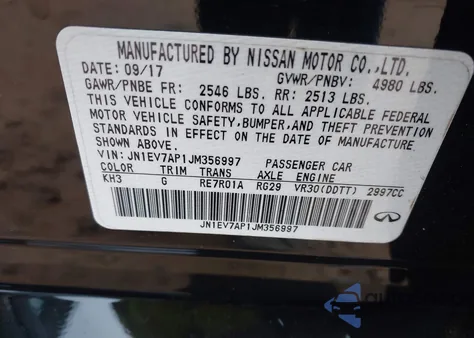 MANUFACTURED BY NISSAN MOTOR CO.,LTD.
DATE: 09/17 GVWR/PNBV: 4980 LBS.
GAWR/PNBE FR: 2546 LBS. RR: 2513 LBS.
THIS VEHICLE CONFORMS TO ALL APPLICABLE FEDERAL
MOTOR VEHICLE SAFETY,BUMPER,AND THEFT PREVENTION
STANDARDS IN EFFECT ON THE DATE OF MANUFACTURE
SHOWN ABOVE.
VIN: JN1EV7AP1JM356997 PASSENGER CAR
COLOR TRIM TRANS AXLE ENGINE
KH3 G RE7R01A RG29 VR30(DDTT) 2997CC
JN1EV7AP1JM356997